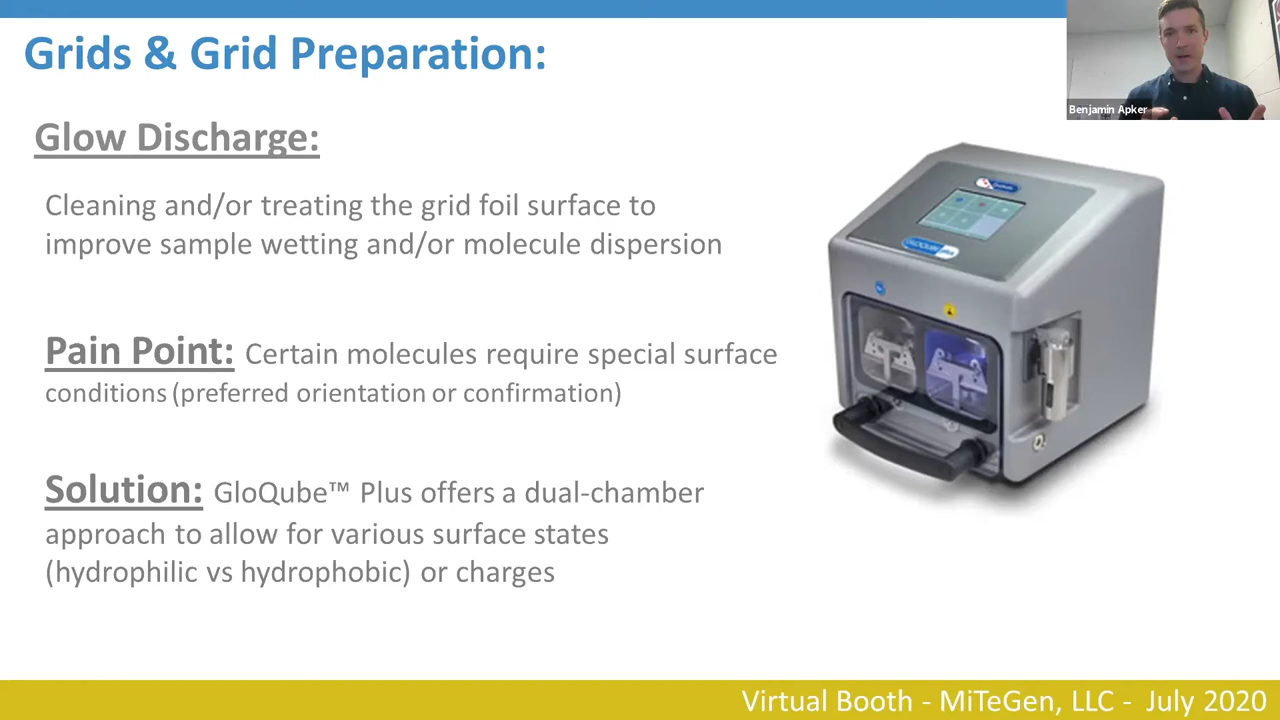 Grids & Grid Preparation:
Benjamin Apker
Glow Discharge:
Cleaning and/or treating the grid foil surface to
improve sample wetting and/or molecule dispersion
Pain Point: Certain molecules require special surface
conditions (preferred orientation or confirmation)
Solution: GloQube™ Plus offers a dual-chamber
approach to allow for various surface states
(hydrophilic vs hydrophobic) or charges
Virtual Booth - MiTeGen, LLC - July 2020